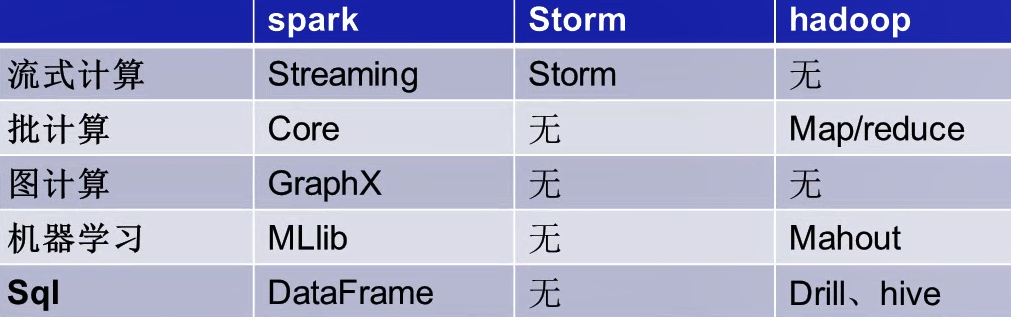 spark Storm hadoop
流式计算 Streaming Storm 无
批计算 Core 无 Map/reduce
图计算 GraphX 无 无
机器学习 MLlib 无 Mahout
Sql DataFrame 无 Drill、hive